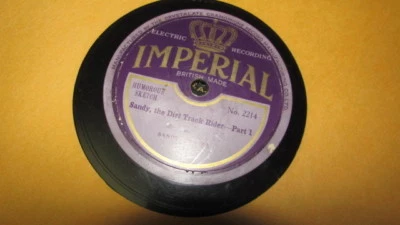 ELECTRIC RECORDING
IMPERIAL
BRITISH MADE
HUMOROUS
SKETCH
No. 2214
Sandy, the Dirt Track Rider.—Part 1